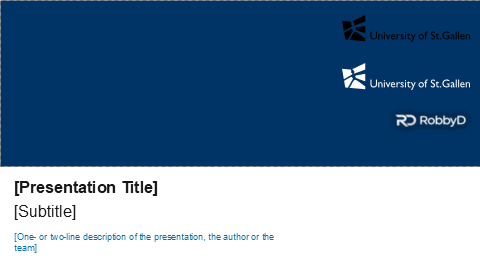 University of St.Gallen
University of St.Gallen
RobbyD
[Presentation Title]
[Subtitle]
[One- or two-line description of the presentation, the author or the
team]